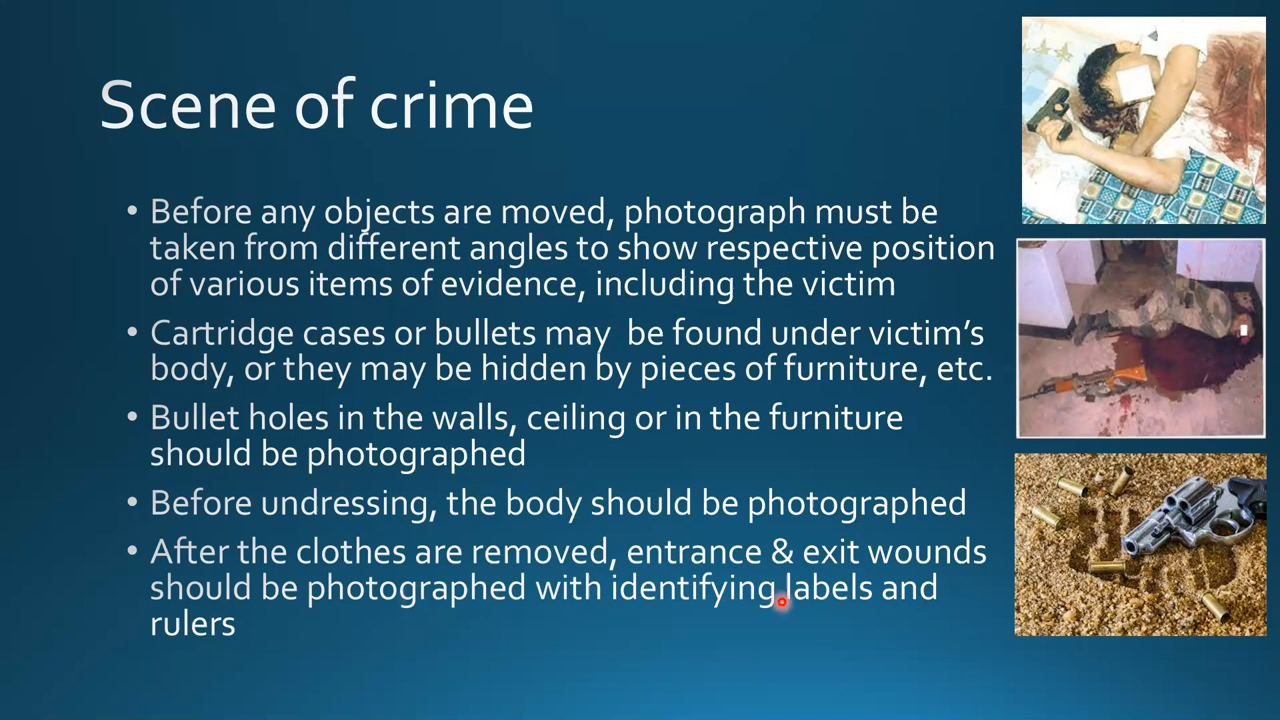 Scene of crime
• Before any objects are moved, photograph must be
taken from different angles to show respective position
of various items of evidence, including the victim
• Cartridge cases or bullets may  be found under victim’s
body, or they may be hidden by pieces of furniture, etc.
• Bullet holes in the walls, ceiling or in the furniture
should be photographed
• Before undressing, the body should be photographed
• After the clothes are removed, entrance & exit wounds
should be photographed with identifying labels and
rulers